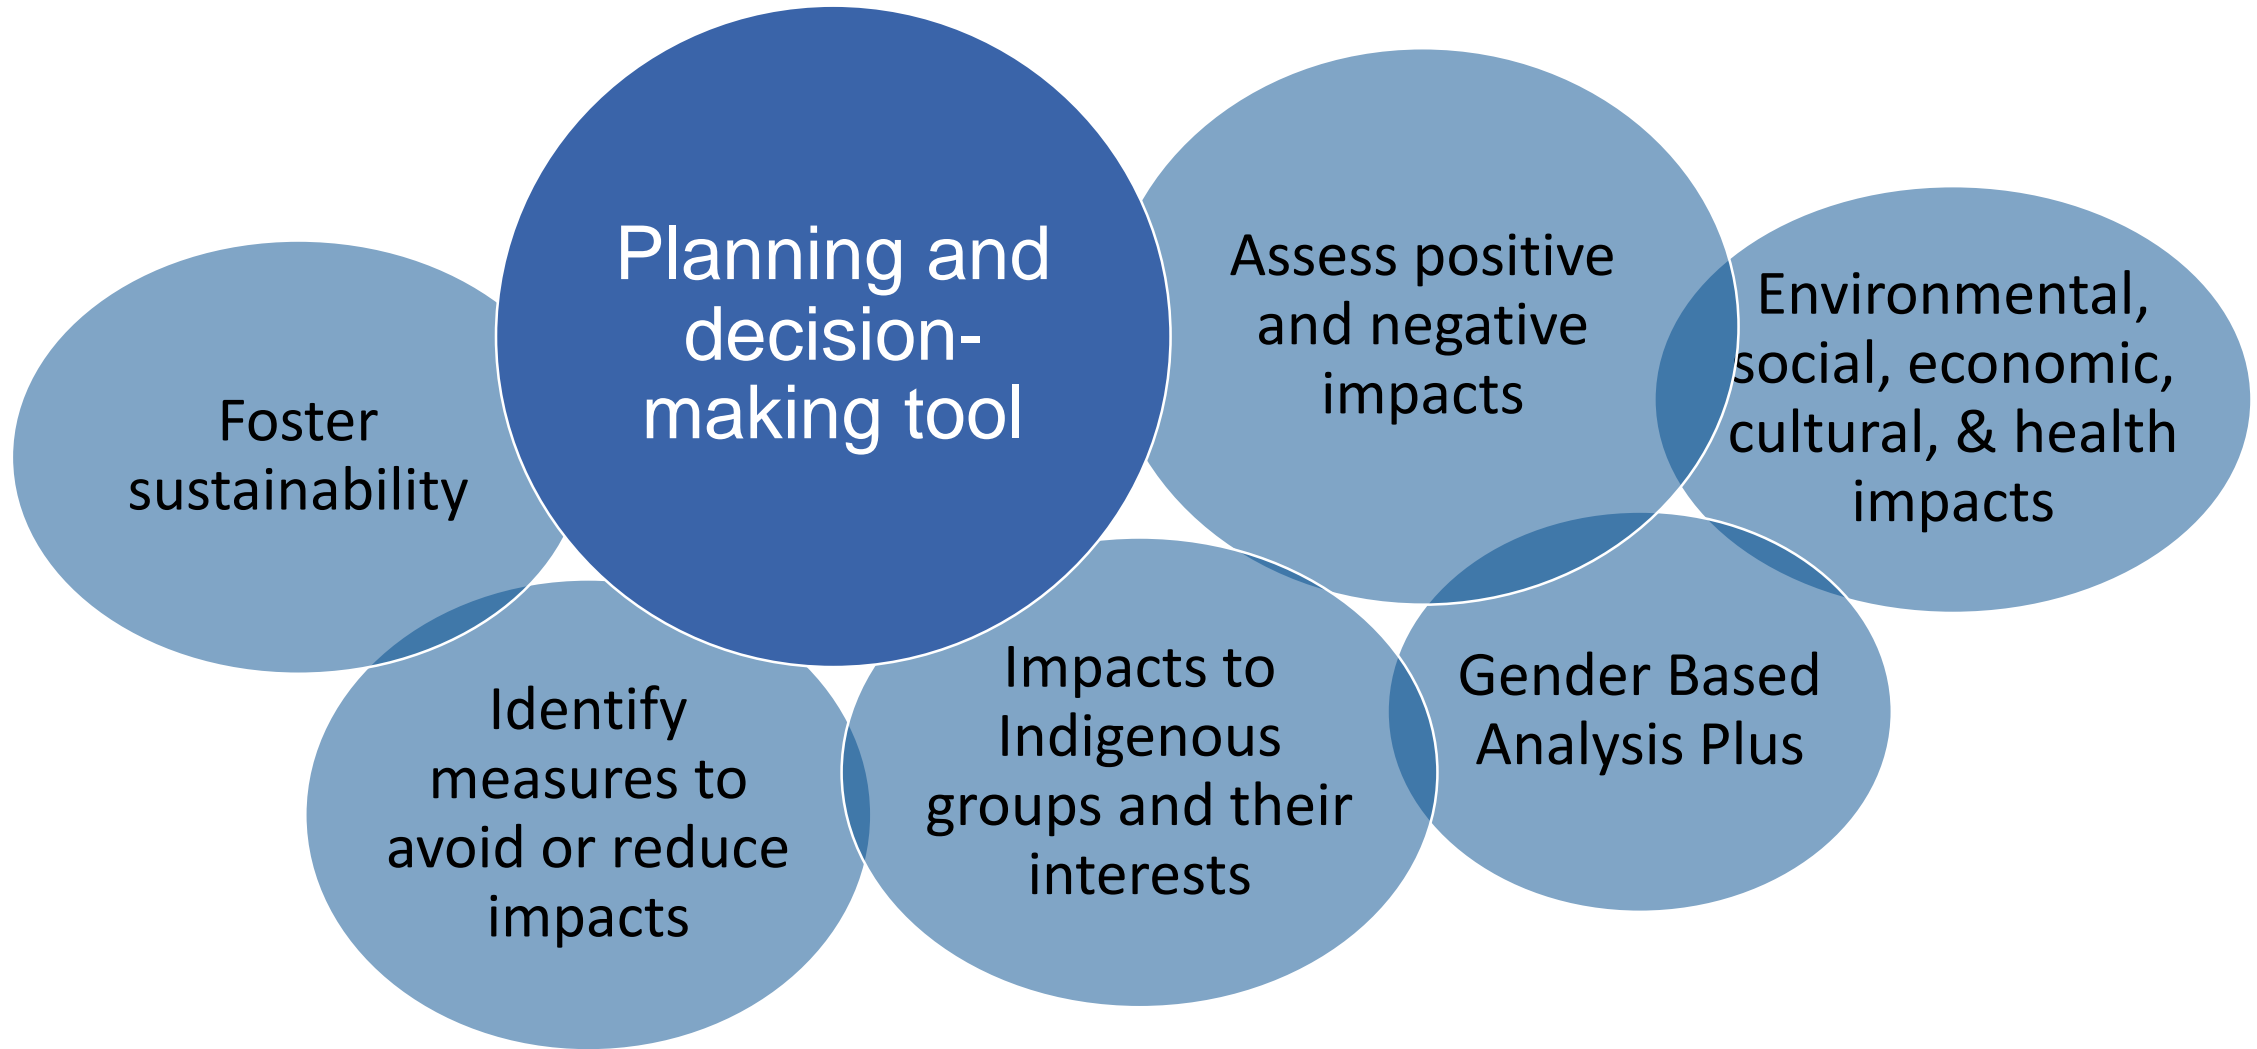 Planning and
decision-
making tool
Assess positive
and negative
impacts
Environmental,
social, economic,
cultural, & health
impacts
Foster
sustainability
Identify
measures to
avoid or reduce
impacts
Impacts to
Indigenous
groups and their
interests
Gender Based
Analysis Plus